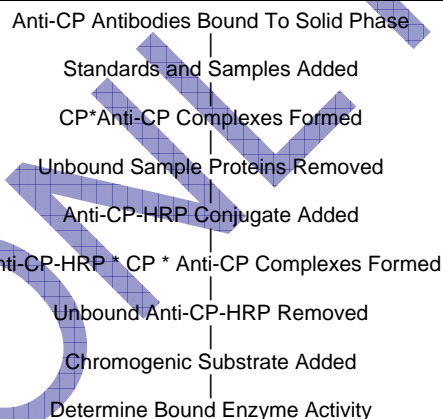 Anti-CP Antibodies Bound To Solid Phase
Standards and Samples Added
CP*Anti-CP Complexes Formed
Unbound Sample Proteins Removed
Anti-CP-HRP Conjugate Added
nti-CP-HRP * CP * Anti-CP Complexes Formed
Unbound Anti-CP-HRP Removed
Chromogenic Substrate Added
Determine Bound Enzyme Activity
ONLY